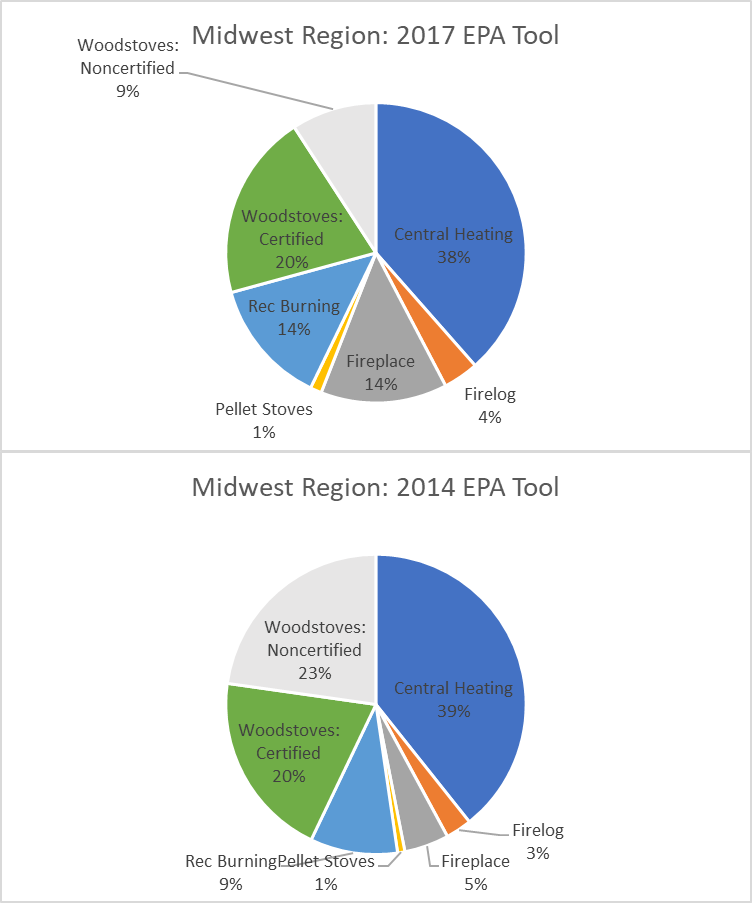 Midwest Region: 2017 EPA Tool
Woodstoves:
Noncertified
9%
Central Heating
38%
Woodstoves:
Certified
20%
Rec Burning
14%
Fireplace
14%
Firelog
4%
Pellet Stoves
1%
Midwest Region: 2014 EPA Tool
Woodstoves:
Noncertified
23%
Central Heating
39%
Woodstoves:
Certified
20%
Firelog
3%
Rec Burning
9%
Pellet Stoves
1%
Fireplace
5%